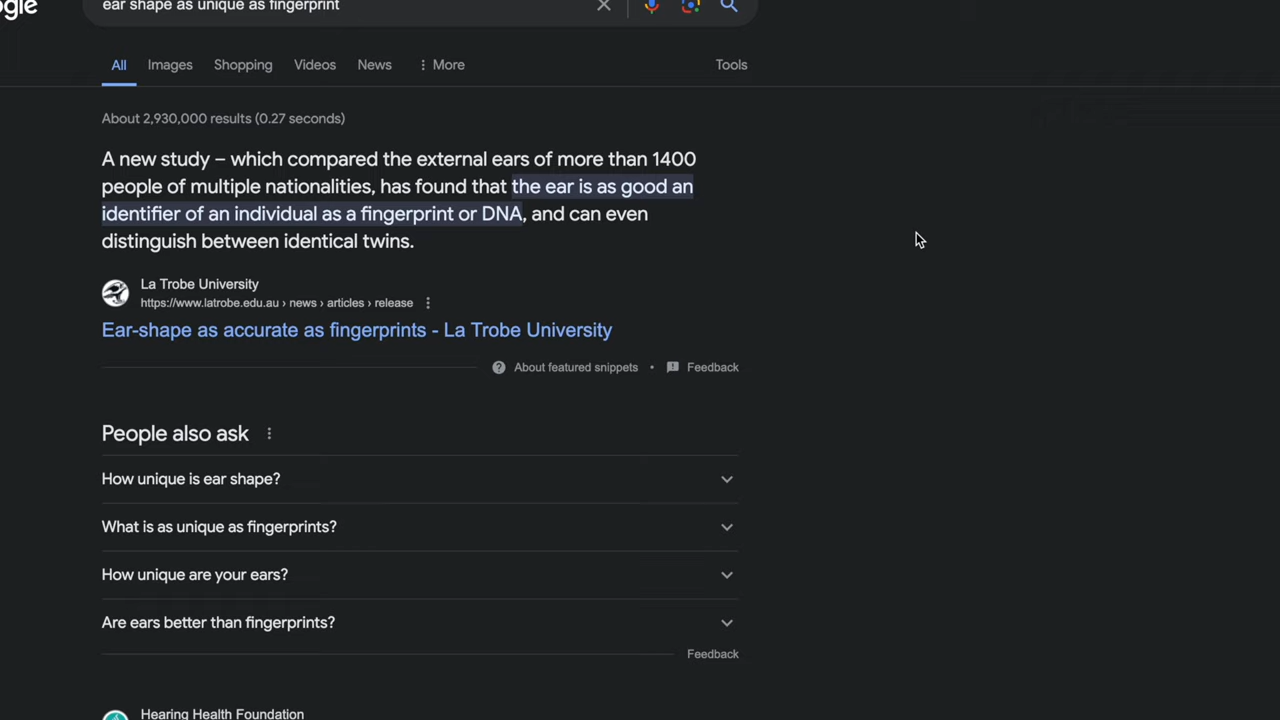 ogle
ear shape as unique as fingerprint
All Images Shopping Videos News More Tools
About 2,930,000 results (0.27 seconds)
A new study – which compared the external ears of more than 1400
people of multiple nationalities, has found that the ear is as good an
identifier of an individual as a fingerprint or DNA, and can even
distinguish between identical twins.
La Trobe University
https://www.latrobe.edu.au › news › articles › release
Ear-shape as accurate as fingerprints - La Trobe University
About featured snippets • Feedback
People also ask
How unique is ear shape?
What is as unique as fingerprints?
How unique are your ears?
Are ears better than fingerprints?
Feedback
Hearing Health Foundation